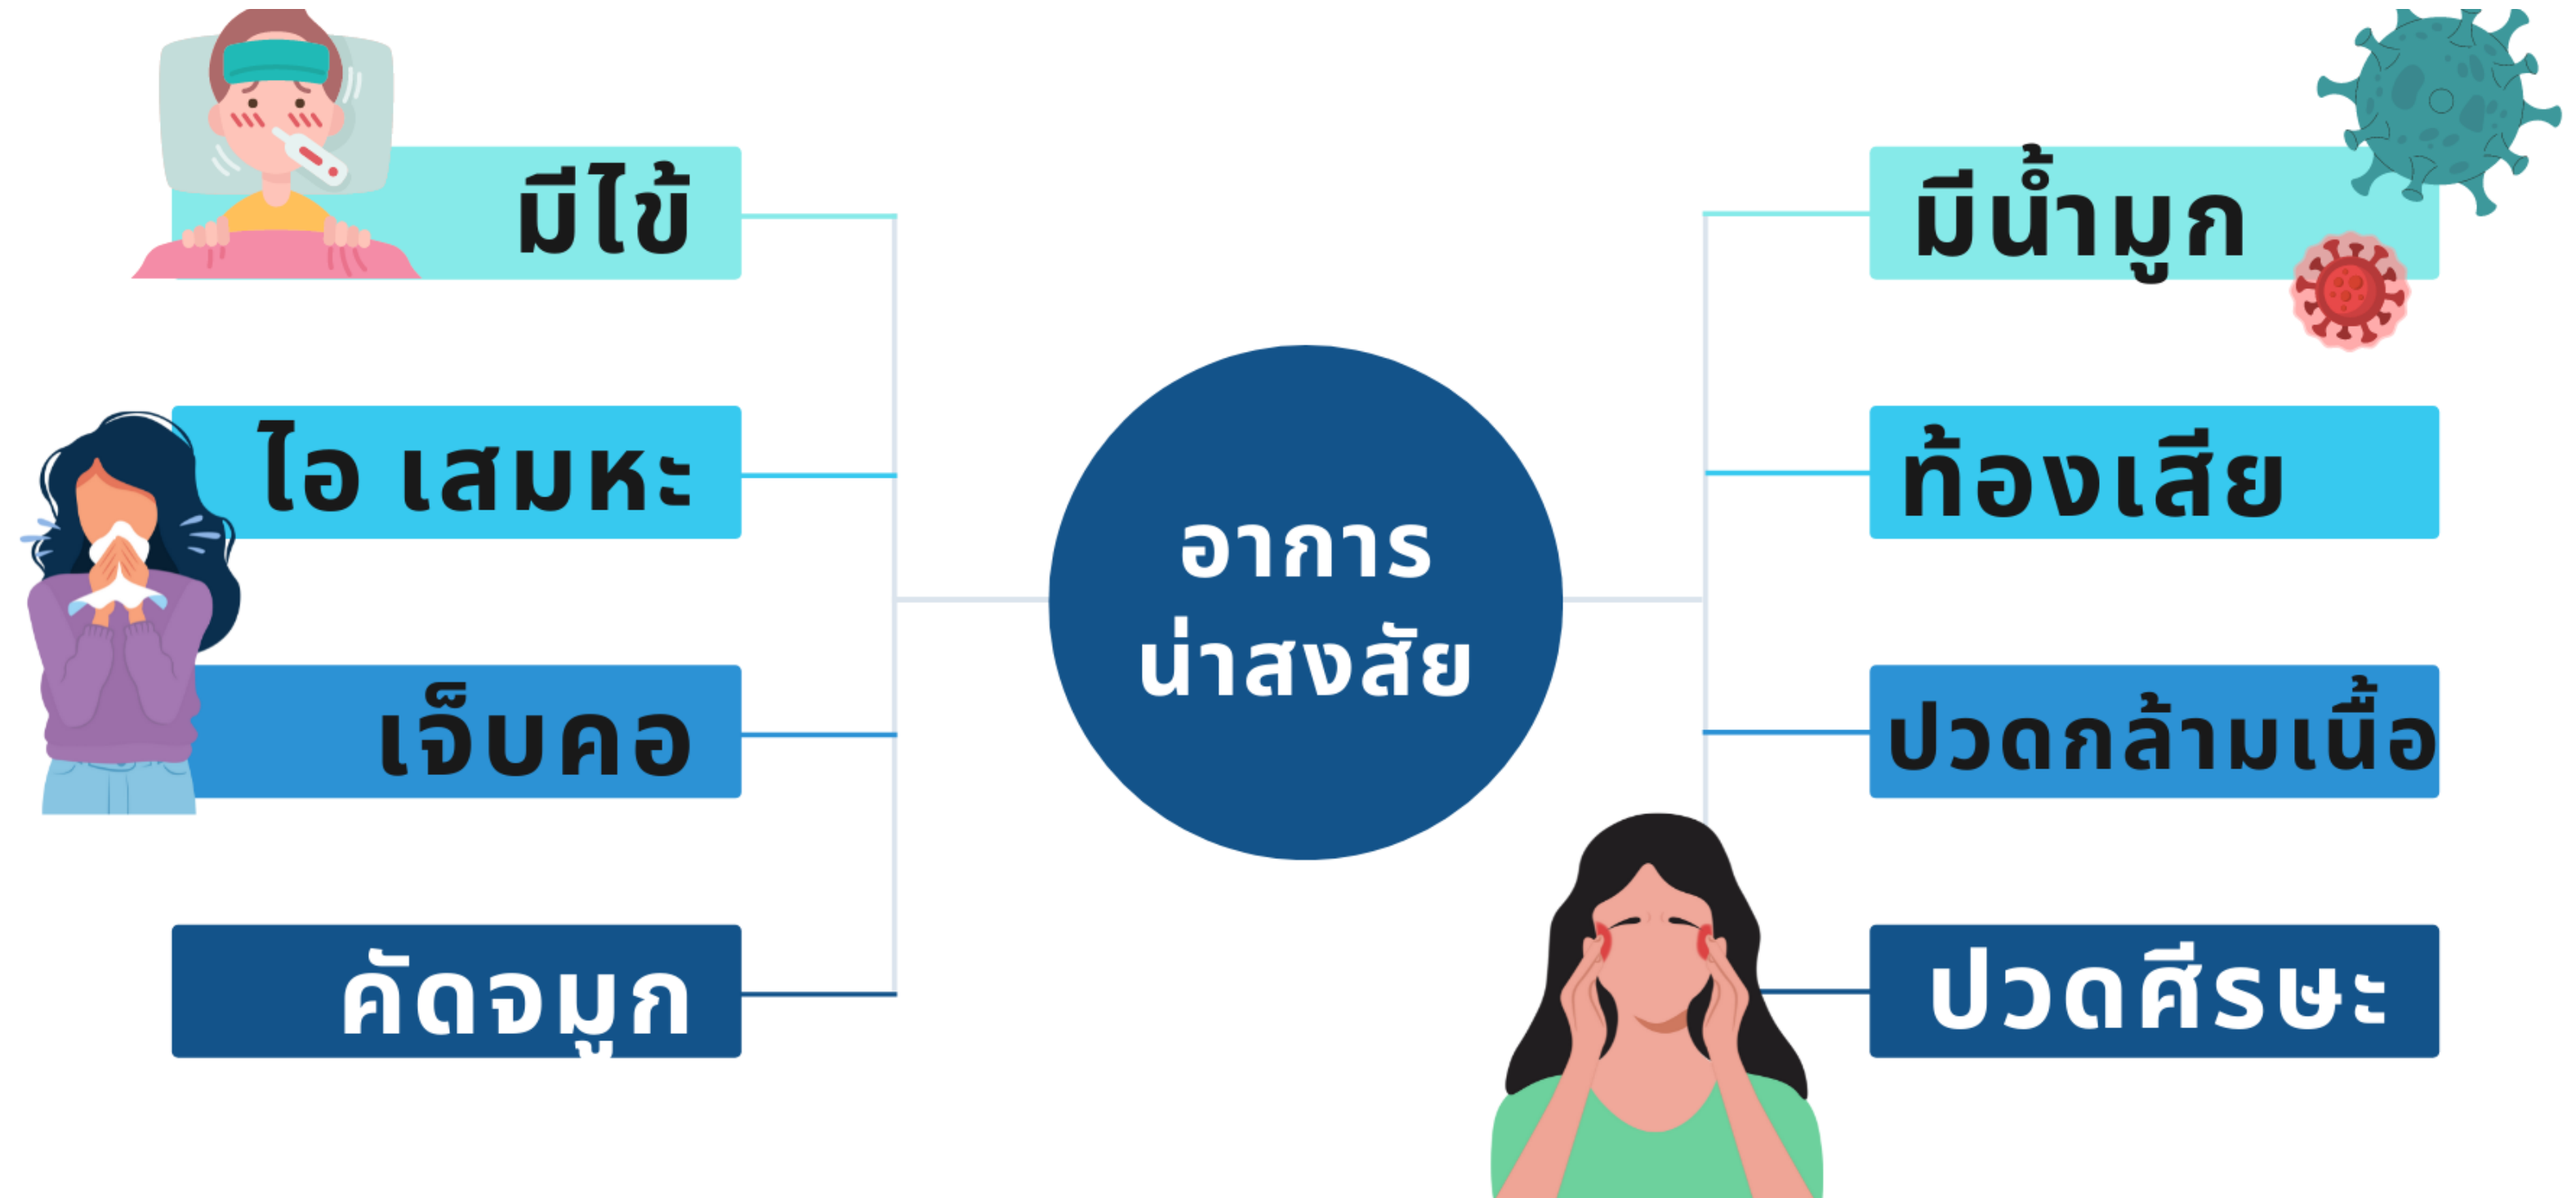 มีไข้
ไอ เสมหะ
เจ็บคอ
คัดจมูก
อาการ
น่าสงสัย
มีน้ำมูก
ท้องเสีย
ปวดกล้ามเนื้อ
ปวดศีรษะ